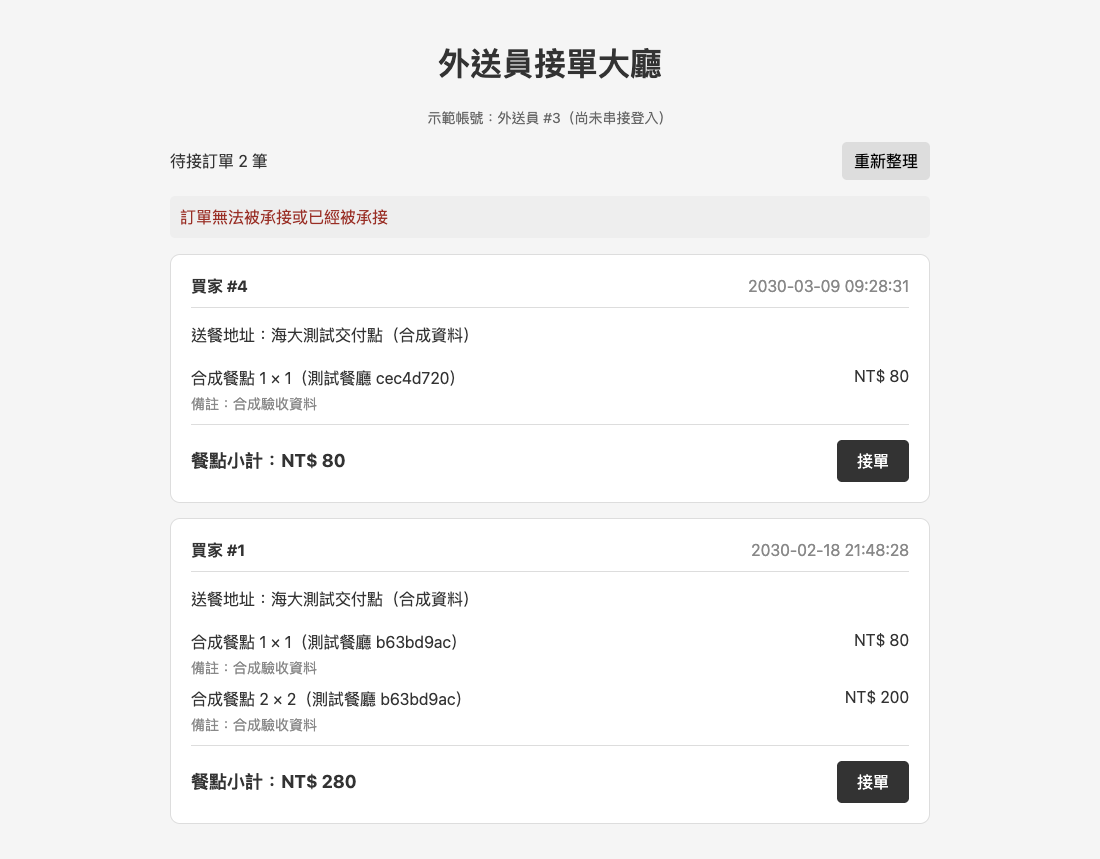 外送員接單大廳
示範帳號：外送員 #3（尚未串接登入）
待接訂單 2 筆
重新整理
訂單無法被承接或已經被承接
買家 #4
2030-03-09 09:28:31
送餐地址：海大測試交付點（合成資料）
合成餐點 1 × 1（測試餐廳 cec4d720）
NT$ 80
備註：合成驗收資料
餐點小計：NT$ 80
接單
買家 #1
2030-02-18 21:48:28
送餐地址：海大測試交付點（合成資料）
合成餐點 1 × 1（測試餐廳 b63bd9ac）
NT$ 80
備註：合成驗收資料
合成餐點 2 × 2（測試餐廳 b63bd9ac）
NT$ 200
備註：合成驗收資料
餐點小計：NT$ 280
接單